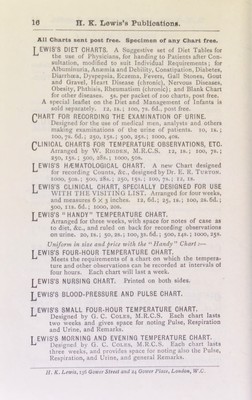 16 H. K. Lewis's Publications.
All Charts sent post free. Specimen of any Chart free.
LEWIS'S DIET CHARTS. A Suggestive set of Diet Tables for
the use of Physicians, for handing to Patients after Con-
sultation, modified to suit Individual Requirements; for
Albuminuria, Anæmia and Debility, Constipation, Diabetes,
Diarrhœa, Dyspepsia, Eczema, Fevers, Gall Stones, Gout
and Gravel, Heart Disease (chronic), Nervous Diseases,
Obesity, Phthisis, Rheumatism (chronic); and Blank Chart
for other diseases. 5s. per packet of 100 charts, post free.
A special leaflet on the Diet and Management of Infants is
sold separately. 12, 1s.; 100, 7s. 6d., post free.
CHART FOR RECORDING THE EXAMINATION OF URINE.
Designed for the use of medical men, analysts and others
making examinations of the urine of patients. 10, 1s.;
100, 7s. 6d.; 250, 15s.; 500, 25s.; 1000, 40s.
CLINICAL CHARTS FOR TEMPERATURE OBSERVATIONS, ETC.
Arranged by W. RIGDEN, M.R.C.S. 12, 1s.; 100, 7s.;
250, 15s.; 500, 28s.; 1000, 50s.
LEWIS'S HÆMATOLOGICAL CHART. A new Chart designed
for recording Counts, &c., designed by Dr. E. R. TURTON.
1000, 50s.; 500, 28s.; 250, 15s.; 100, 7s.; 12, 1s.
LEWIS'S CLINICAL CHART, SPECIALLY DESIGNED FOR USE
WITH THE VISITING LIST. Arranged for four weeks,
and measures 6 × 3 inches. 12, 6d.; 25, 1s.; 100, 2s. 6d.;
500, 11s. 6d.; 1000, 20s.
LEWIS'S "HANDY" TEMPERATURE CHART.
Arranged for three weeks, with space for notes of case as
to diet, &c., and ruled on back for recording observations
on urine. 20, 1s.; 50, 2s.; 100, 3s. 6d.; 500, 14s.; 1000, 25s.
Uniform in size and price with the "Handy" Chart:—
LEWIS'S FOUR-HOUR TEMPERATURE CHART.
Meets the requirements of a chart on which the tempera-
ture and other observations can be recorded at intervals of
four hours. Each chart will last a week.
LEWIS'S NURSING CHART. Printed on both sides.
LEWIS'S BLOOD-PRESSURE AND PULSE CHART.
LEWIS'S SMALL FOUR-HOUR TEMPERATURE CHART.
Designed by G. C. COLES, M.R.C.S. Each chart lasts
two weeks and gives space for noting Pulse, Respiration
and Urine, and Remarks.
LEWIS'S MORNING AND EVENING TEMPERATURE CHART.
Designed by G. C. COLES, M.R.C.S. Each chart lasts
three weeks, and provides space for noting also the Pulse,
Respiration, and Urine, and general Remarks.
H. K. Lewis, 136 Gower Street and 24 Gower Place, London, W.C.